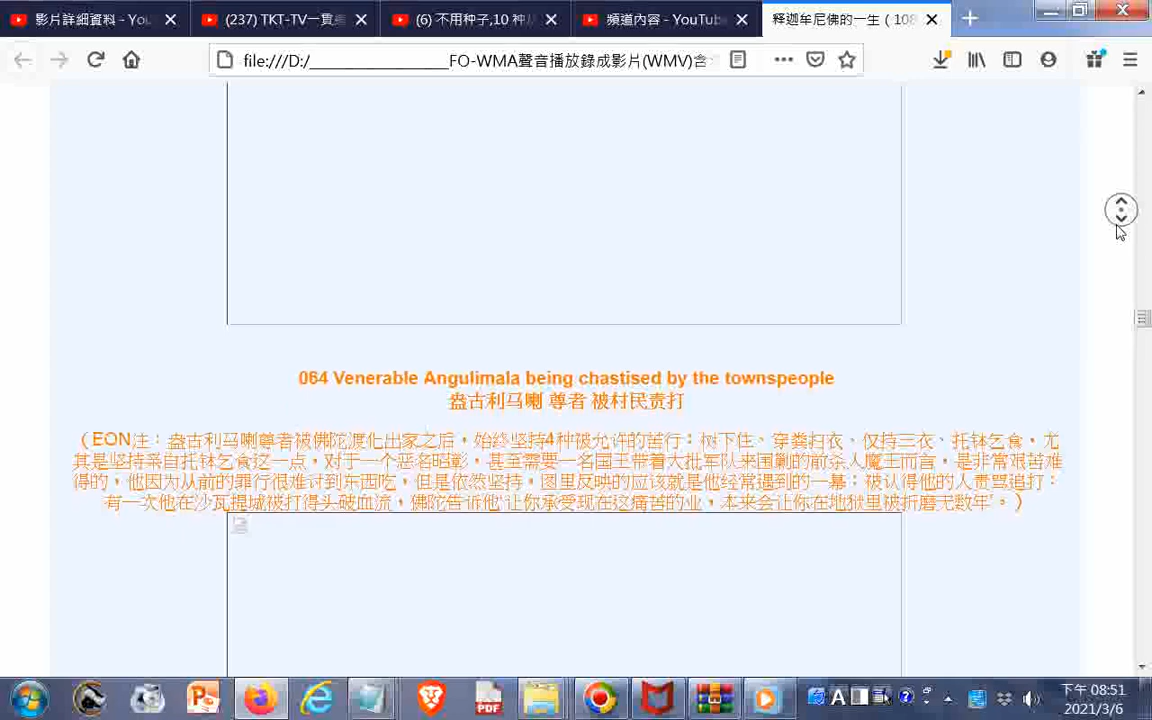 影片詳細資料 - You
(237) TKT-TV一貫
(6) 不用种子,10 种
頻道內容 - YouTub
释迦牟尼佛的一生（108
file:///D:/__________________FO-WMA聲音播放錄成影片(WMV)含
064 Venerable Angulimala being chastised by the townspeople
盎古利马喇 尊者 被村民责打
（EON注：盎古利马喇尊者被佛陀渡化出家之后，始终坚持4种被允许的苦行：树下住、穿粪扫衣、仅持三衣、托钵乞食，尤
其是坚持亲自托钵乞食这一点，对于一个恶名昭彰，甚至需要一名国王带着大批军队来围剿的前杀人魔王而言，是非常艰苦难
得的，他因为从前的罪行很难讨到东西吃，但是依然坚持，图里反映的应该就是他经常遇到的一幕：被认得他的人责骂追打：
有一次他在沙瓦提城被打得头破血流，佛陀告诉他'让你承受现在这痛苦的业，本来会让你在地狱里被折磨无数年'。）
PDF
A
下午 08:51
2021/3/6